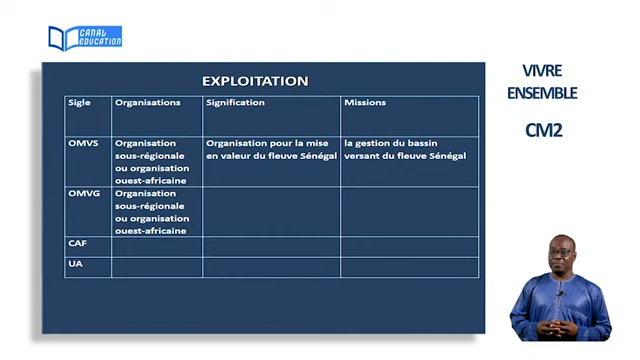 CANAL
EDUCATION
EXPLOITATION
Sigle Organisations Signification Missions
OMVS Organisation sous-régionale ou organisation ouest-africaine Organisation pour la mise en valeur du fleuve Sénégal la gestion du bassin versant du fleuve Sénégal
OMVG Organisation sous-régionale ou organisation ouest-africaine
CAF
UA
VIVRE
ENSEMBLE
CM2